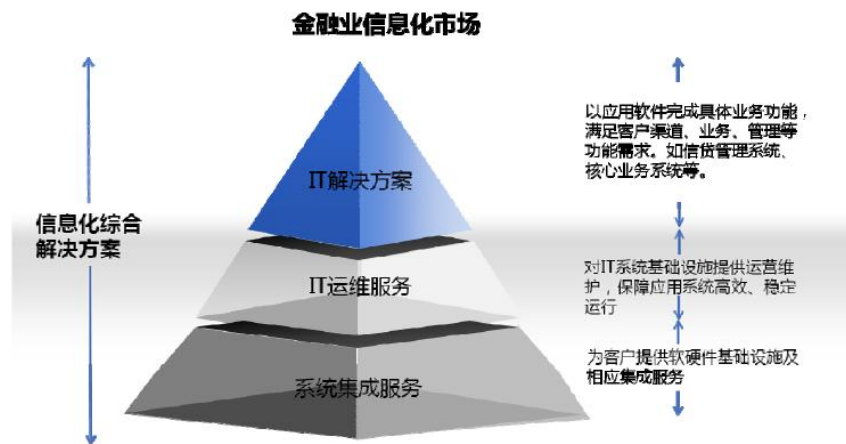 金融业信息化市场
信息化综合
解决方案
IT解决方案
以应用软件完成具体业务功能，
满足客户渠道、业务、管理等
功能需求。如信贷管理系统、
核心业务系统等。
IT运维服务
对IT系统基础设施提供运营维
护，保障应用系统高效、稳定
运行
系统集成服务
为客户提供软硬件基础设施及
相应集成服务